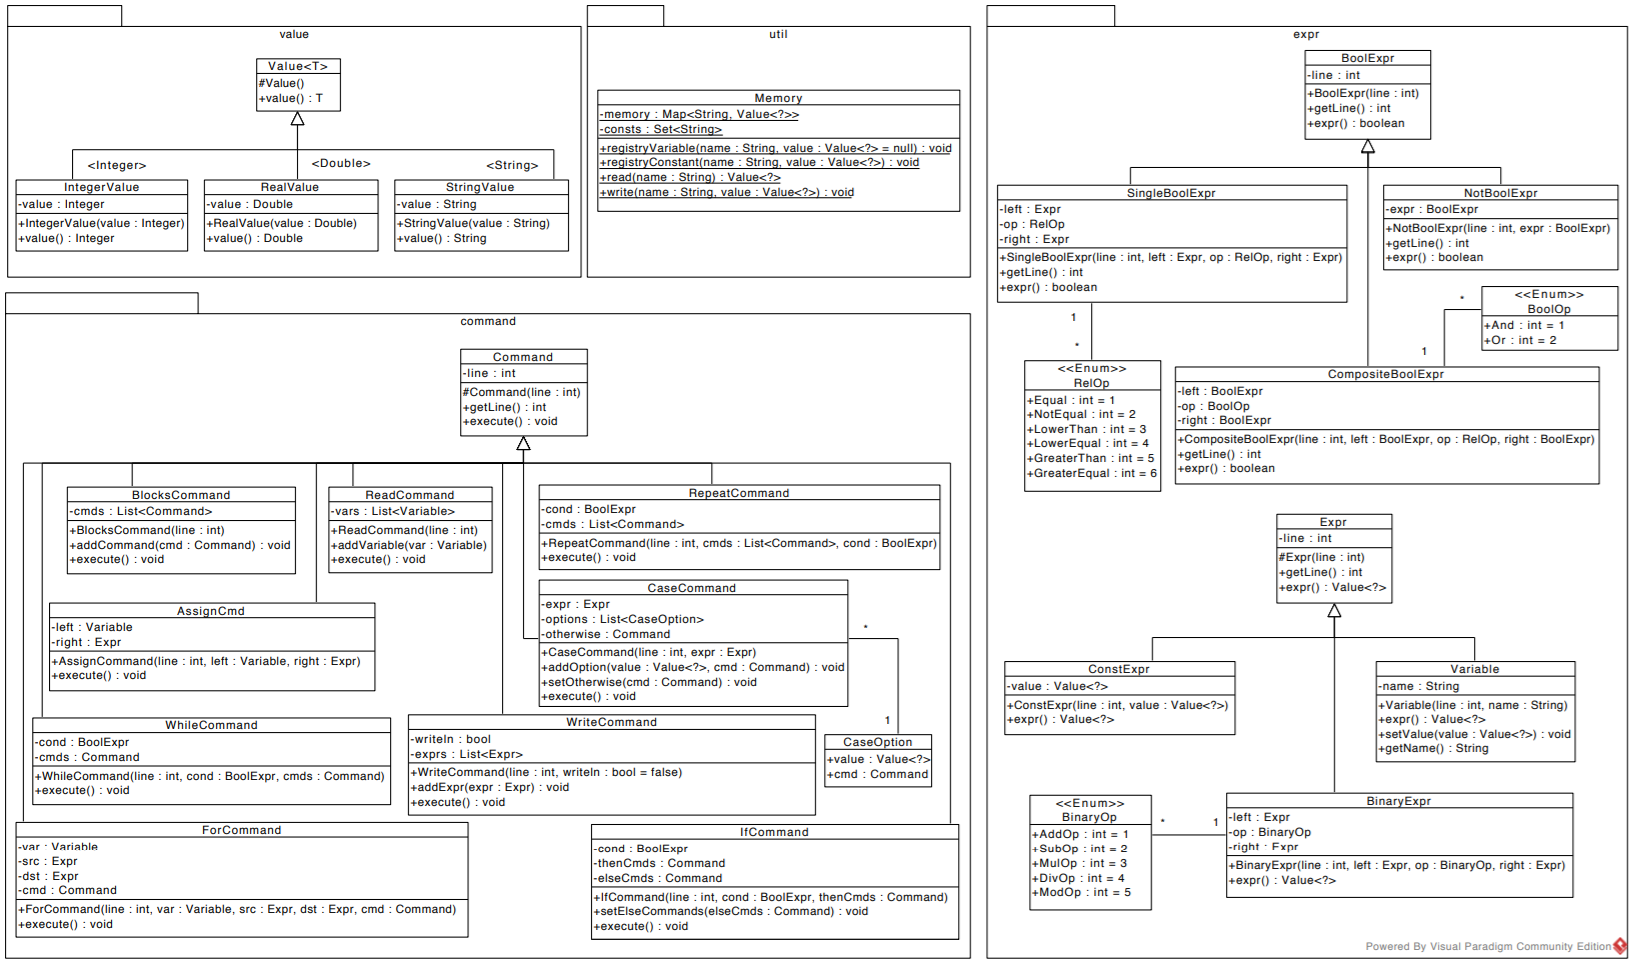 value
Value<T>
#Value()
+value() : T
<Integer>
<Double>
<String>
IntegerValue
-value : Integer
+IntegerValue(value : Integer)
+value() : Integer
RealValue
-value : Double
+RealValue(value : Double)
+value() : Double
StringValue
-value : String
+StringValue(value : String)
+value() : String
util
Memory
-memory : Map<String, Value<?>>
-consts : Set<String>
+registryVariable(name : String, value : Value<?> = null) : void
+registryConstant(name : String, value : Value<?>) : void
+read(name : String) : Value<?>
+write(name : String, value : Value<?>) : void
command
Command
-line : int
#Command(line : int)
+getLine() : int
+execute() : void
BlocksCommand
-cmds : List<Command>
+BlocksCommand(line : int)
+addCommand(cmd : Command) : void
+execute() : void
ReadCommand
-vars : List<Variable>
+ReadCommand(line : int)
+addVariable(var : Variable)
+execute() : void
RepeatCommand
-cond : BoolExpr
-cmds : List<Command>
+RepeatCommand(line : int, cmds : List<Command>, cond : BoolExpr)
+execute() : void
AssignCmd
-left : Variable
-right : Expr
+AssignCommand(line : int, left : Variable, right : Expr)
+execute() : void
CaseCommand
-expr : Expr
-options : List<CaseOption>
-otherwise : Command
+CaseCommand(line : int, expr : Expr)
+addOption(value : Value<?>, cmd : Command) : void
+setOtherwise(cmd : Command) : void
+execute() : void
*
1
CaseOption
+value : Value<?>
+cmd : Command
WhileCommand
-cond : BoolExpr
-cmds : Command
+WhileCommand(line : int, cond : BoolExpr, cmds : Command)
+execute() : void
WriteCommand
-writeln : bool
-exprs : List<Expr>
+WriteCommand(line : int, writeln : bool = false)
+addExpr(expr : Expr) : void
+execute() : void
ForCommand
-var : Variable
-src : Expr
-dst : Expr
-cmd : Command
+ForCommand(line : int, var : Variable, src : Expr, dst : Expr, cmd : Command)
+execute() : void
IfCommand
-cond : BoolExpr
-thenCmds : Command
-elseCmds : Command
+IfCommand(line : int, cond : BoolExpr, thenCmds : Command)
+setElseCommands(elseCmds : Command) : void
+execute() : void
expr
BoolExpr
-line : int
+BoolExpr(line : int)
+getLine() : int
+expr() : boolean
SingleBoolExpr
-left : Expr
-op : RelOp
-right : Expr
+SingleBoolExpr(line : int, left : Expr, op : RelOp, right : Expr)
+getLine() : int
+expr() : boolean
NotBoolExpr
-expr : BoolExpr
+NotBoolExpr(line : int, expr : BoolExpr)
+getLine() : int
+expr() : boolean
1
*
*
1
<<Enum>>
BoolOp
+And : int = 1
+Or : int = 2
<<Enum>>
RelOp
+Equal : int = 1
+NotEqual : int = 2
+LowerThan : int = 3
+LowerEqual : int = 4
+GreaterThan : int = 5
+GreaterEqual : int = 6
CompositeBoolExpr
-left : BoolExpr
-op : BoolOp
-right : BoolExpr
+CompositeBoolExpr(line : int, left : BoolExpr, op : RelOp, right : BoolExpr)
+getLine() : int
+expr() : boolean
Expr
-line : int
#Expr(line : int)
+getLine() : int
+expr() : Value<?>
ConstExpr
-value : Value<?>
+ConstExpr(line : int, value : Value<?>)
+expr() : Value<?>
Variable
-name : String
+Variable(line : int, name : String)
+expr() : Value<?>
+setValue(value : Value<?>) : void
+getName() : String
<<Enum>>
BinaryOp
+AddOp : int = 1
+SubOp : int = 2
+MulOp : int = 3
+DivOp : int = 4
+ModOp : int = 5
*
1
BinaryExpr
-left : Expr
-op : BinaryOp
-right : Expr
+BinaryExpr(line : int, left : Expr, op : BinaryOp, right : Expr)
+expr() : Value<?>
Powered By Visual Paradigm Community Edition